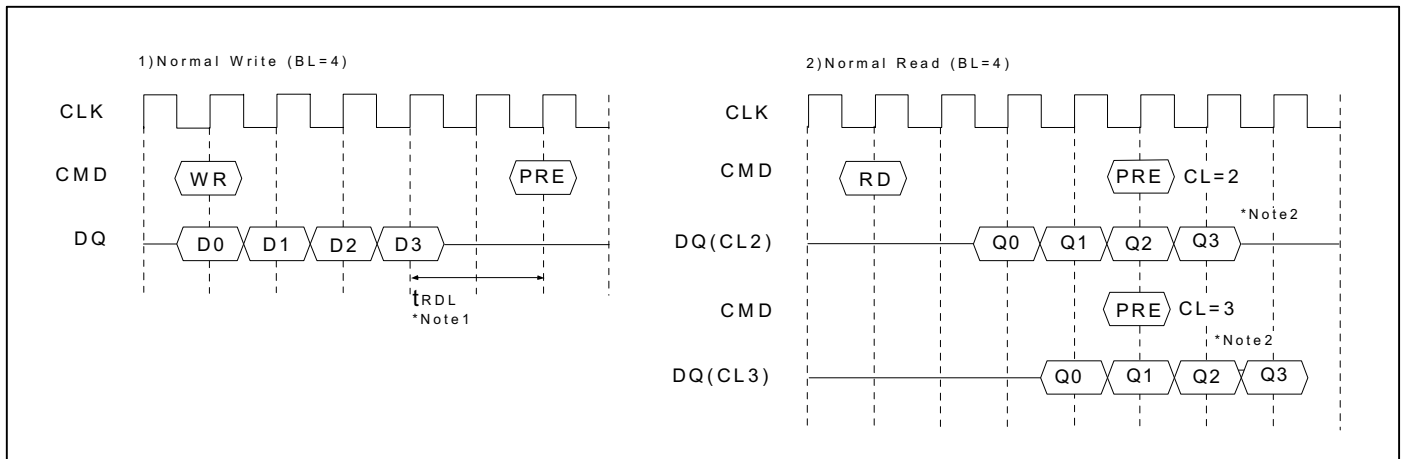 1)Normal Write (BL=4)
CLK
CMD WR PRE
DQ D0 D1 D2 D3
tRDL
*Note1
2)Normal Read (BL=4)
CLK
CMD RD PRE CL=2
*Note2
DQ(CL2) Q0 Q1 Q2 Q3
CMD PRE CL=3
*Note2
DQ(CL3) Q0 Q1 Q2 Q3